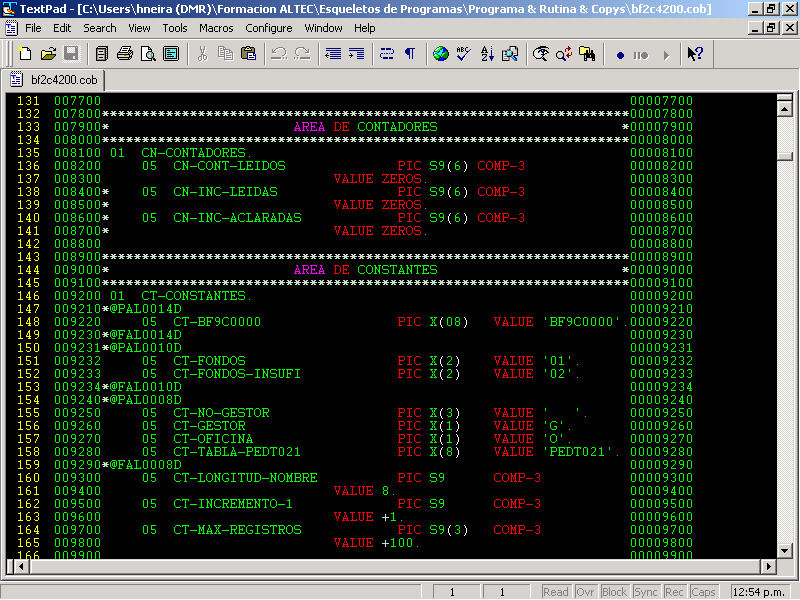 TextPad - [C:\Users\hneira (DMR)\Formacion ALTEC\Esqueletos de Programas\Programa & Rutina & Copys\bf2c4200.cob]
File Edit Search View Tools Macros Configure Window Help
bf2c4200.cob
131 007700 00007700
132 007800****************************************************************** 00007800
133 007900* AREA DE CONTADORES *00007900
134 008000****************************************************************** 00008000
135 008100 01 CN-CONTADORES. 00008100
136 008200 05 CN-CONT-LEIDOS PIC S9(6) COMP-3 00008200
137 008300 VALUE ZEROS. 00008300
138 008400* 05 CN-INC-LEIDAS PIC S9(6) COMP-3 00008400
139 008500* VALUE ZEROS. 00008500
140 008600* 05 CN-INC-ACLARADAS PIC S9(6) COMP-3 00008600
141 008700* VALUE ZEROS. 00008700
142 008800 00008800
143 008900****************************************************************** 00008900
144 009000* AREA DE CONSTANTES *00009000
145 009100****************************************************************** 00009100
146 009200 01 CT-CONSTANTES. 00009200
147 009210*@PAL0014D 00009210
148 009220 05 CT-BF9C0000 PIC X(08) VALUE 'BF9C0000'.00009220
149 009230*@FAL0014D 00009230
150 009231*@PAL0010D 00009231
151 009232 05 CT-FONDOS PIC X(2) VALUE '01'. 00009232
152 009233 05 CT-FONDOS-INSUFI PIC X(2) VALUE '02'. 00009233
153 009234*@FAL0010D 00009234
154 009240*@PAL0008D 00009240
155 009250 05 CT-NO-GESTOR PIC X(3) VALUE '   '. 00009250
156 009260 05 CT-GESTOR PIC X(1) VALUE 'G'. 00009260
157 009270 05 CT-OFICINA PIC X(1) VALUE 'O'. 00009270
158 009280 05 CT-TABLA-PEDT021 PIC X(8) VALUE 'PEDT021'. 00009280
159 009290*@FAL0008D 00009290
160 009300 05 CT-LONGITUD-NOMBRE PIC S9 COMP-3 00009300
161 009400 VALUE 8. 00009400
162 009500 05 CT-INCREMENTO-1 PIC S9 COMP-3 00009500
163 009600 VALUE +1. 00009600
164 009700 05 CT-MAX-REGISTROS PIC S9(3) COMP-3 00009700
165 009800 VALUE +100. 00009800
166 009900 00009900
1 1 Read Ovr Block Sync Rec Caps 12:54 p.m.